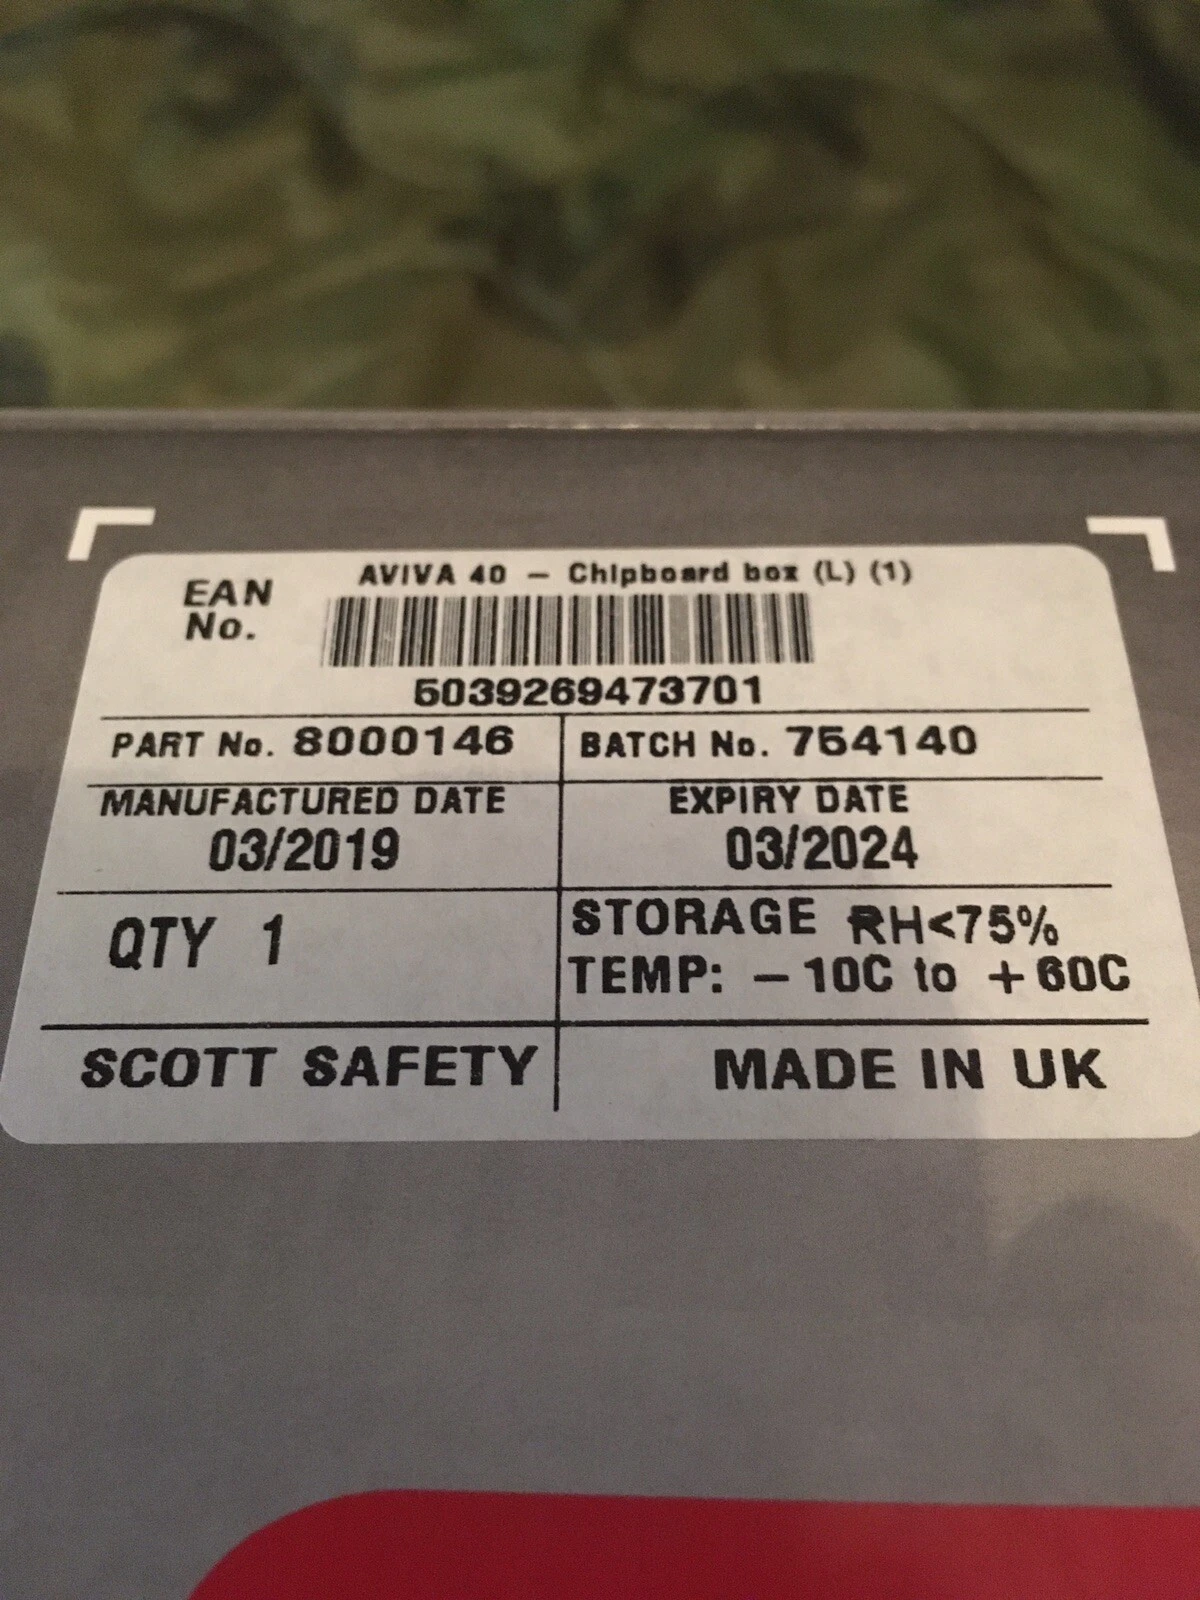 AVIVA 40 – Chipboard box (L) (1)
EAN
No.
5039269473701
PART No. 8000146
BATCH No. 754140
MANUFACTURED DATE
03/2019
EXPIRY DATE
03/2024
QTY 1
STORAGE RH<75%
TEMP: –10C to +60C
SCOTT SAFETY
MADE IN UK